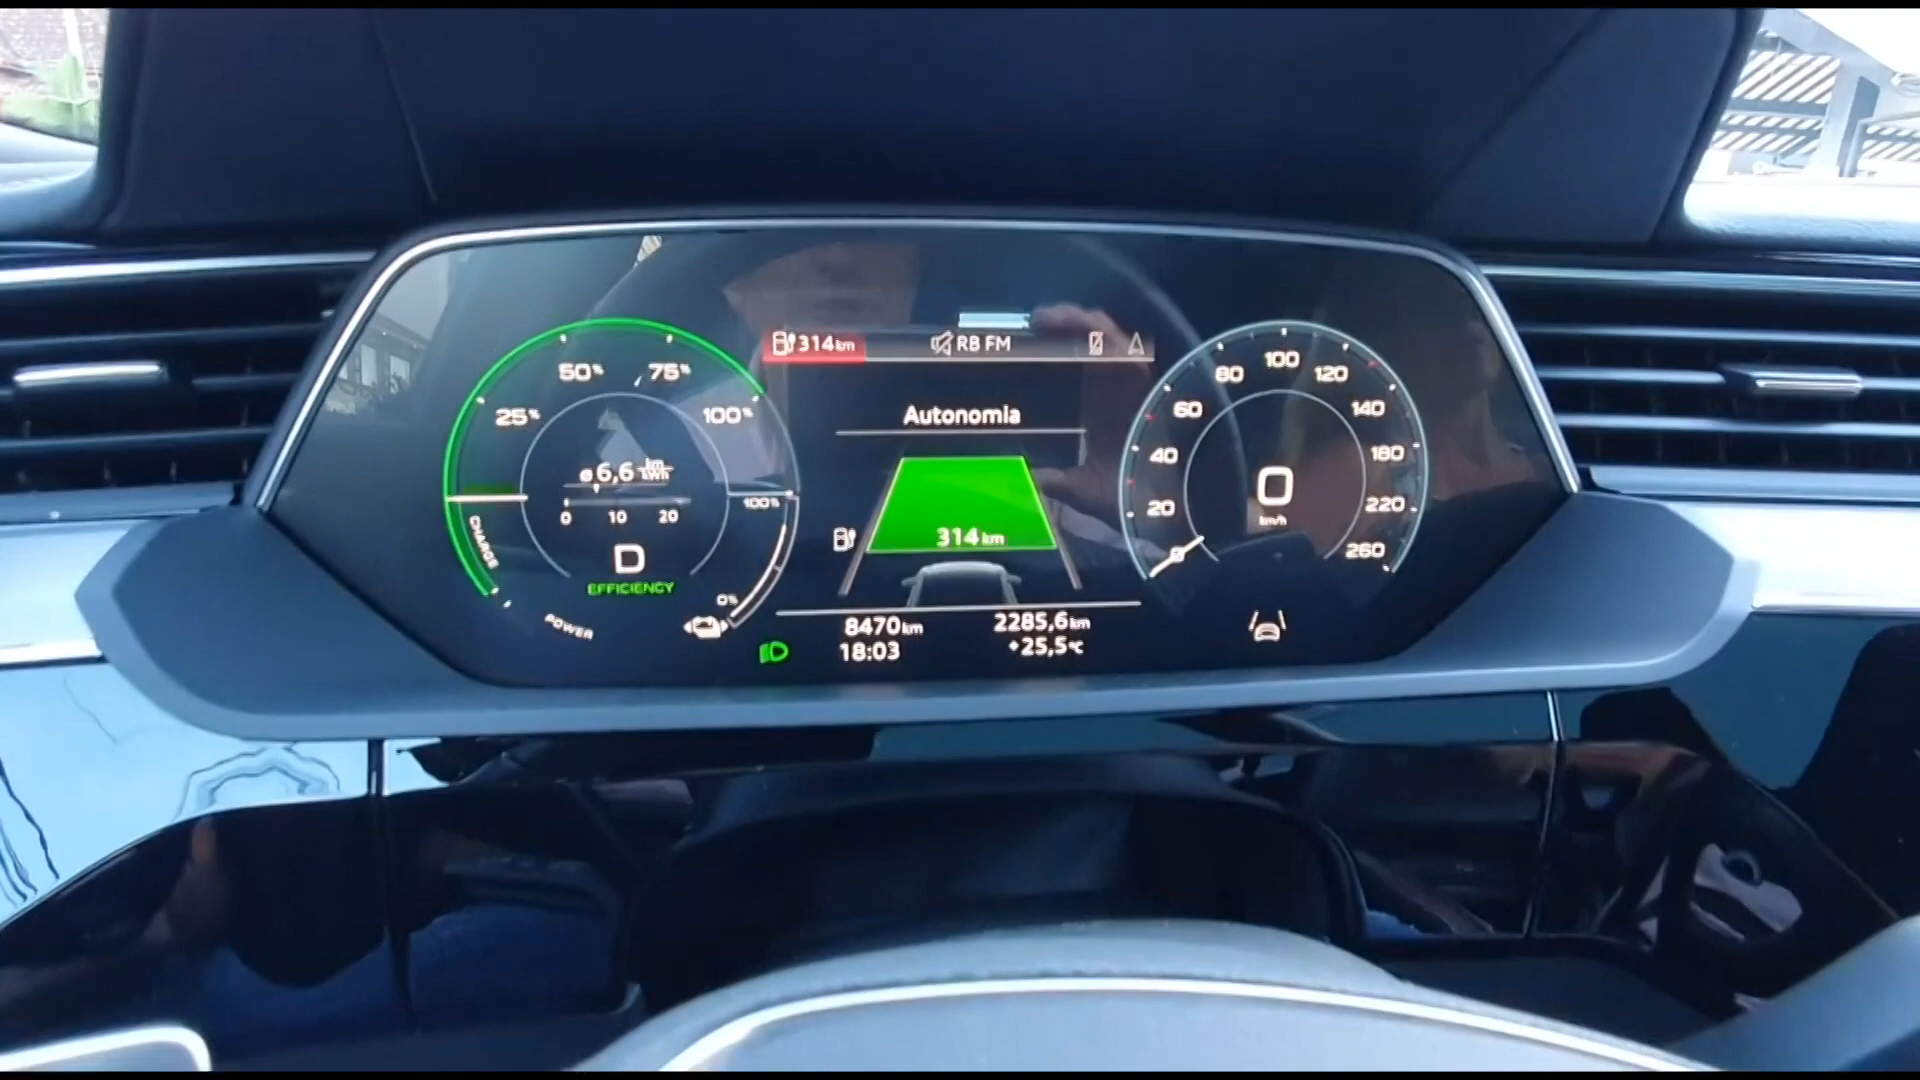 314 km RB FM
50% 75%
25% 100%
ø 6,6 km kWh
0 10 20
100%
CHARGE
D
EFFICIENCY
0%
POWER
Autonomia
314 km
8470 km 2285,6 km
18:03 +25,5 °C
0 20 40 60 80 100 120 140 180 220 260
0
km/h